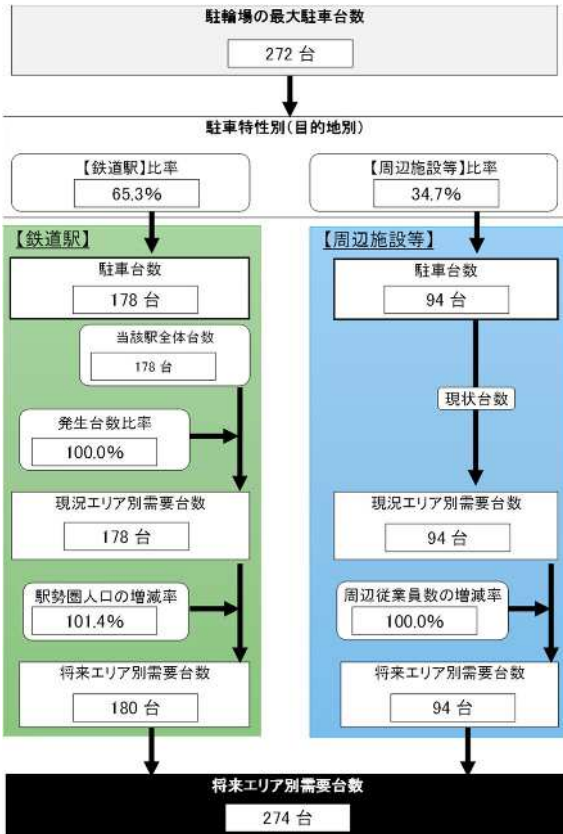 駐輪場の最大駐車台数
272 台
駐車特性別(目的地別)
【鉄道駅】比率
65.3%
【周辺施設等】比率
34.7%
【鉄道駅】
駐車台数
178 台
当該駅全体台数
178 台
発生台数比率
100.0%
現況エリア別需要台数
178 台
駅勢圏人口の増減率
101.4%
将来エリア別需要台数
180 台
【周辺施設等】
駐車台数
94 台
現状台数
現況エリア別需要台数
94 台
周辺従業員数の増減率
100.0%
将来エリア別需要台数
94 台
将来エリア別需要台数
274 台